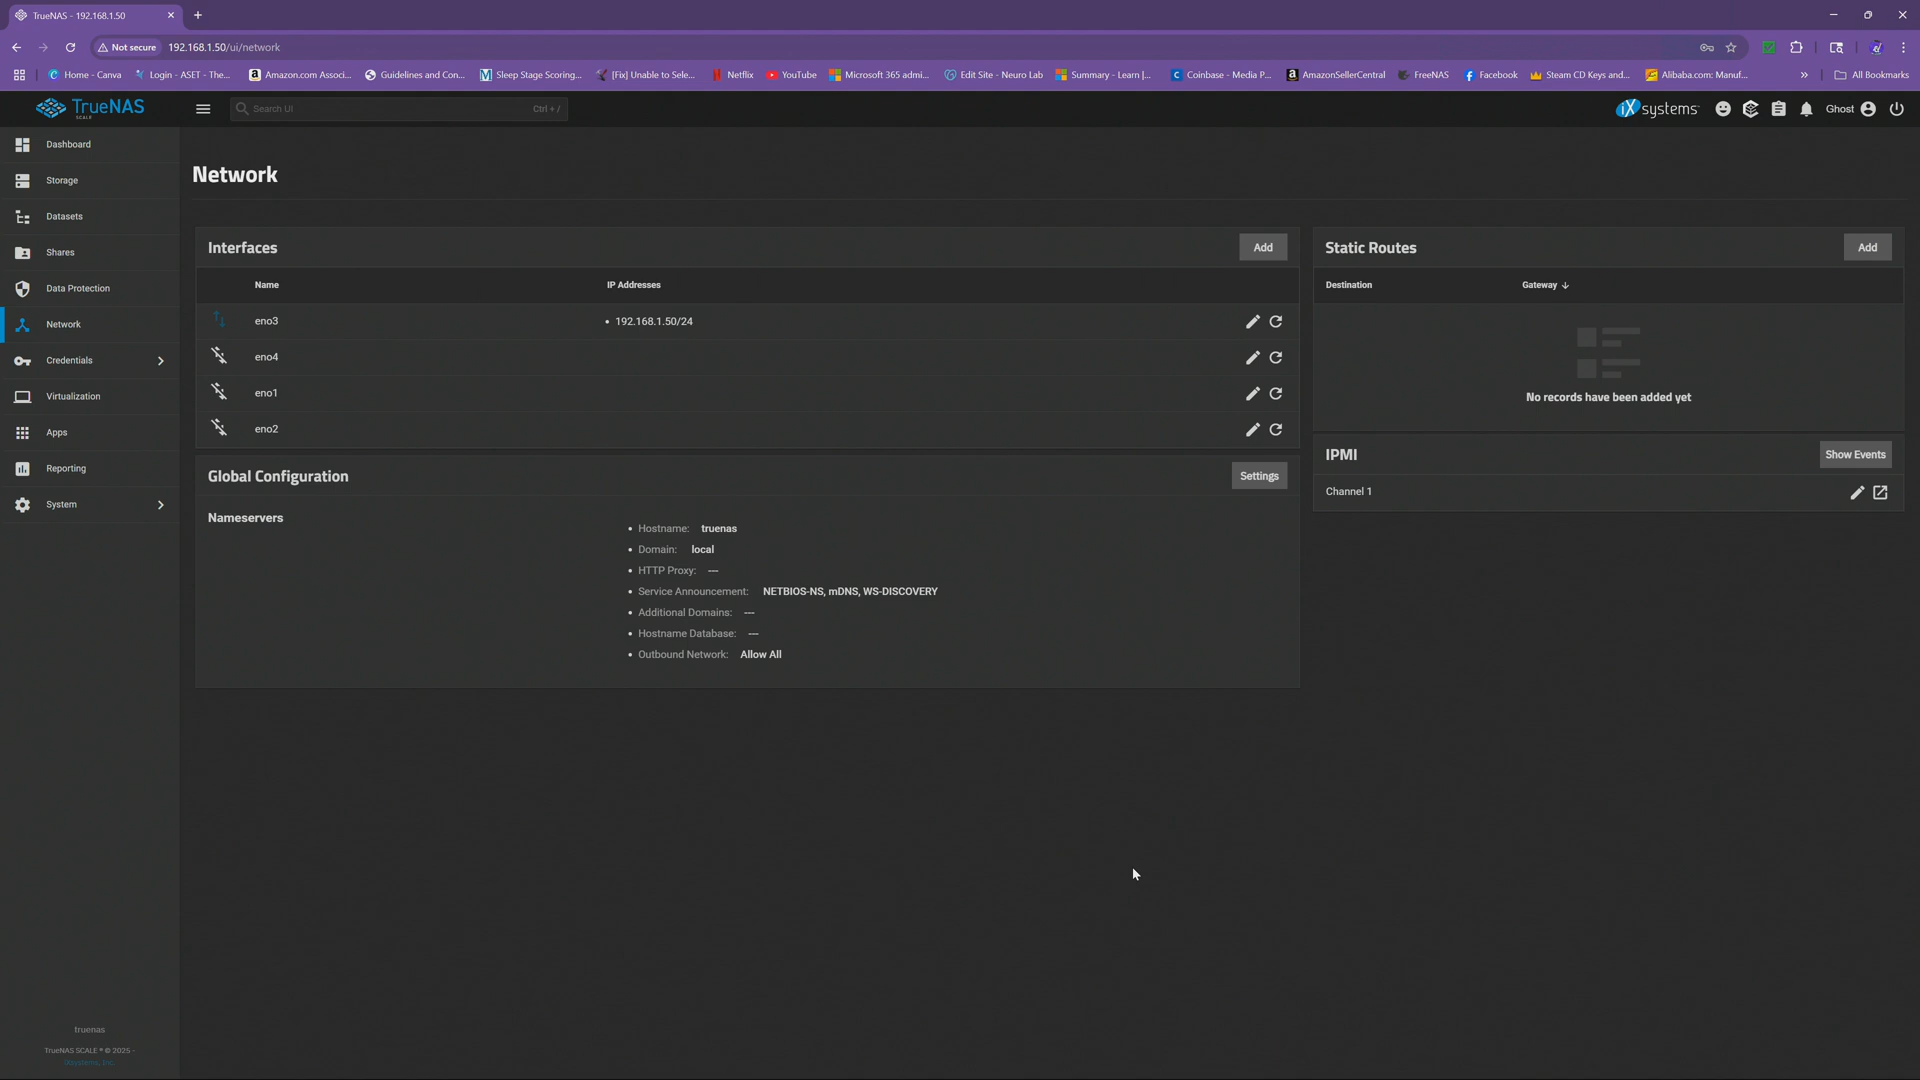 TrueNAS - 192.168.1.50
Not secure 192.168.1.50/ui/network
Home - Canva Login - ASET - The... Amazon.com Associ... Guidelines and Con... Sleep Stage Scoring... [Fix] Unable to Sele... Netflix YouTube Microsoft 365 admi... Edit Site - Neuro Lab Summary - Learn |... Coinbase - Media P... AmazonSellerCentral FreeNAS Facebook Steam CD Keys and... Alibaba.com: Manuf... » All Bookmarks
TrueNAS
SCALE
Search UI Ctrl + /
iXsystems
Ghost
Dashboard
Storage
Datasets
Shares
Data Protection
Network
Credentials
Virtualization
Apps
Reporting
System
truenas
TrueNAS SCALE ® © 2025 -
iXsystems, Inc.
Network
Interfaces
Add
Name IP Addresses
eno3 • 192.168.1.50/24
eno4
eno1
eno2
Global Configuration
Settings
Nameservers
• Hostname: truenas
• Domain: local
• HTTP Proxy: ---
• Service Announcement: NETBIOS-NS, mDNS, WS-DISCOVERY
• Additional Domains: ---
• Hostname Database: ---
• Outbound Network: Allow All
Static Routes
Add
Destination Gateway
No records have been added yet
IPMI
Show Events
Channel 1